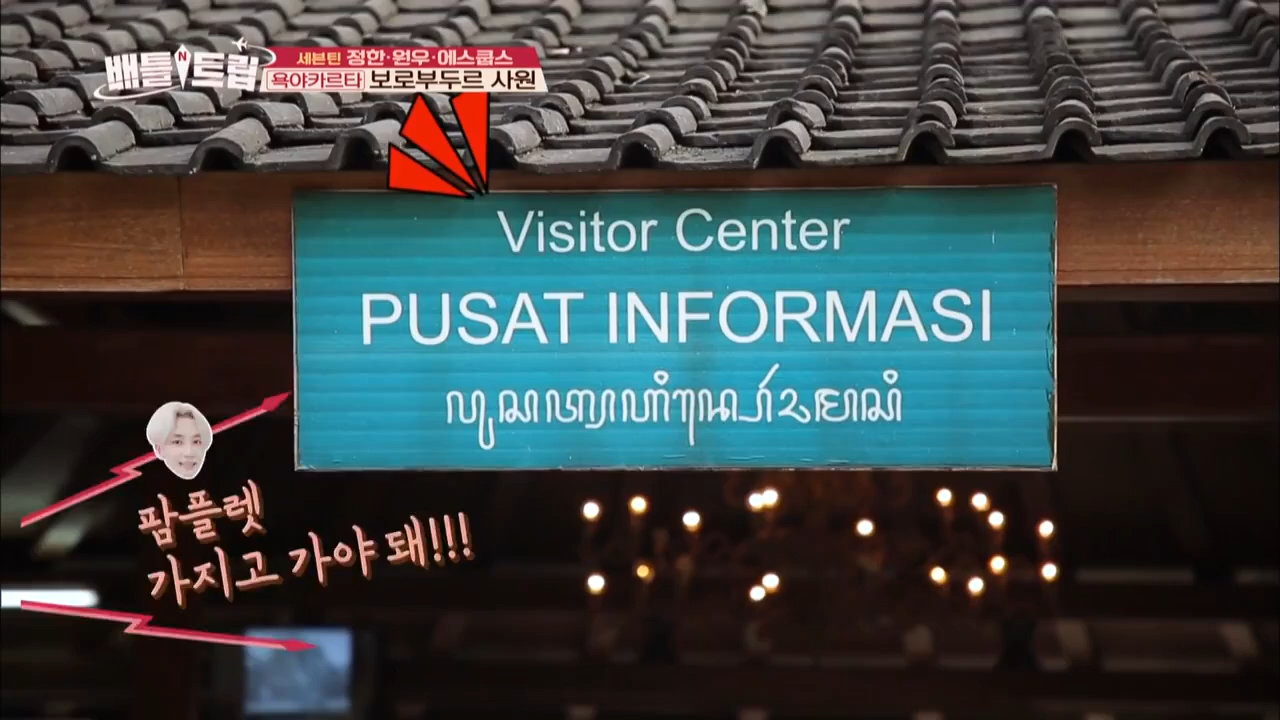 배틀트립
세븐틴 정한·원우·에스쿱스
욕야카르타 보로부두르 사원
Visitor Center
PUSAT INFORMASI
팜플렛
가지고 가야 돼!!!